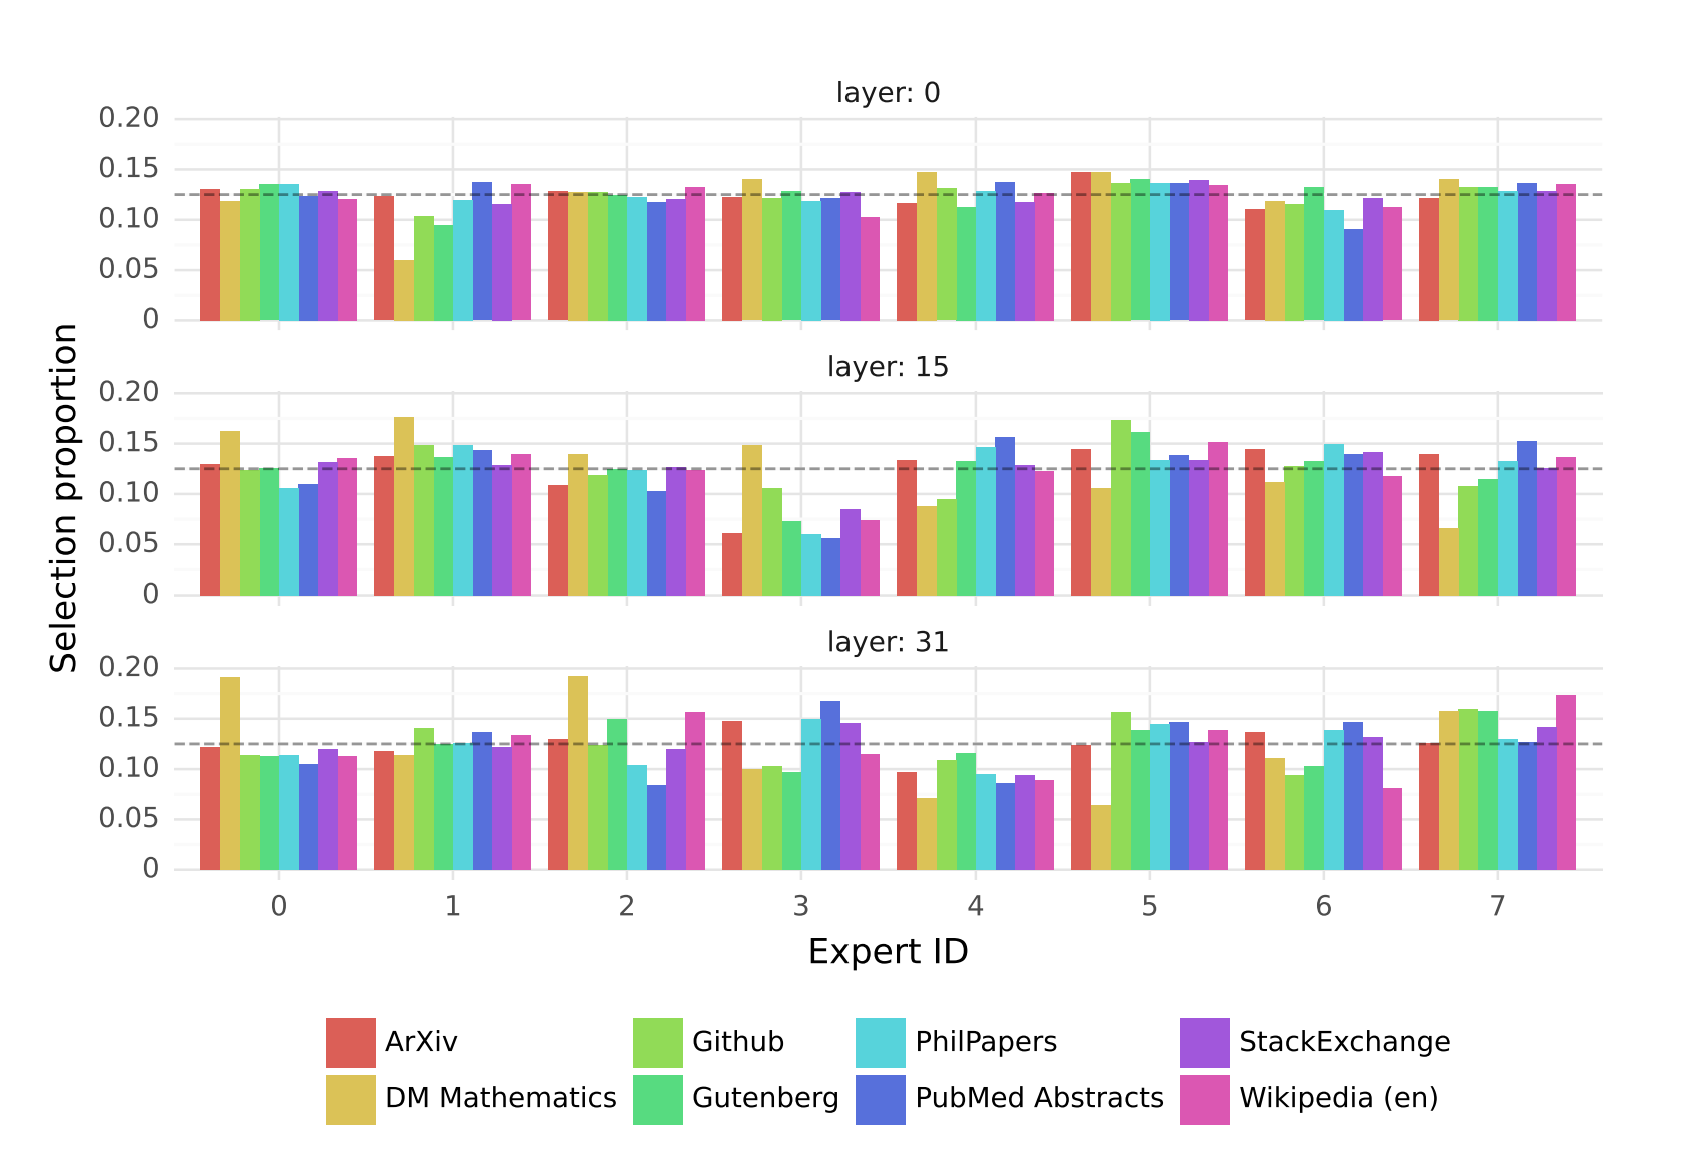 layer: 0
0.20
0.15
0.10
0.05
0
layer: 15
0.20
0.15
0.10
0.05
0
layer: 31
0.20
0.15
0.10
0.05
0
Selection proportion
0 1 2 3 4 5 6 7
Expert ID
ArXiv Github PhilPapers StackExchange
DM Mathematics Gutenberg PubMed Abstracts Wikipedia (en)